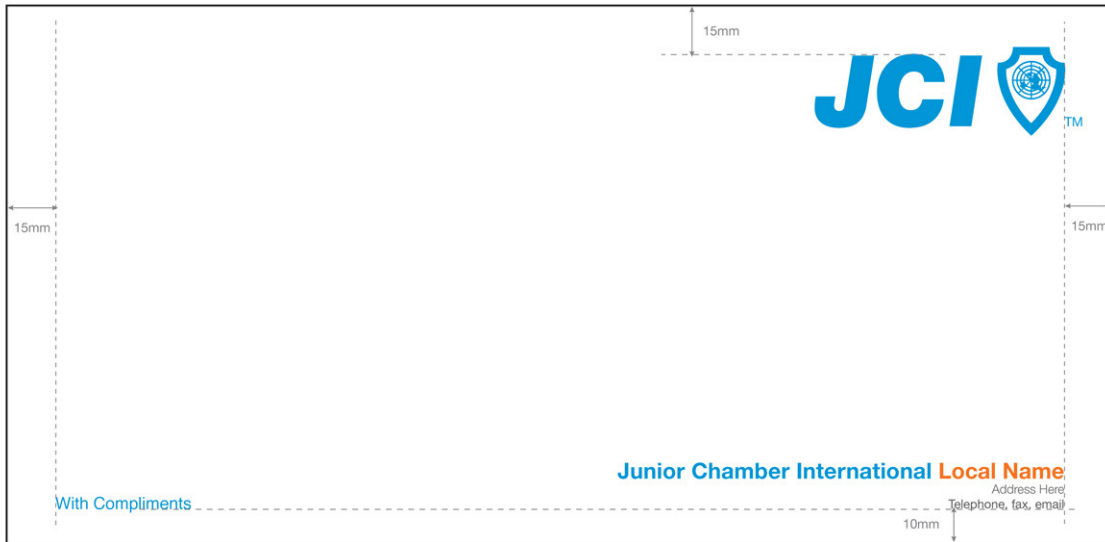 15mm
JCI
TM
15mm
15mm
Junior Chamber International Local Name
Address Here
With Compliments
Telephone, fax, email
10mm